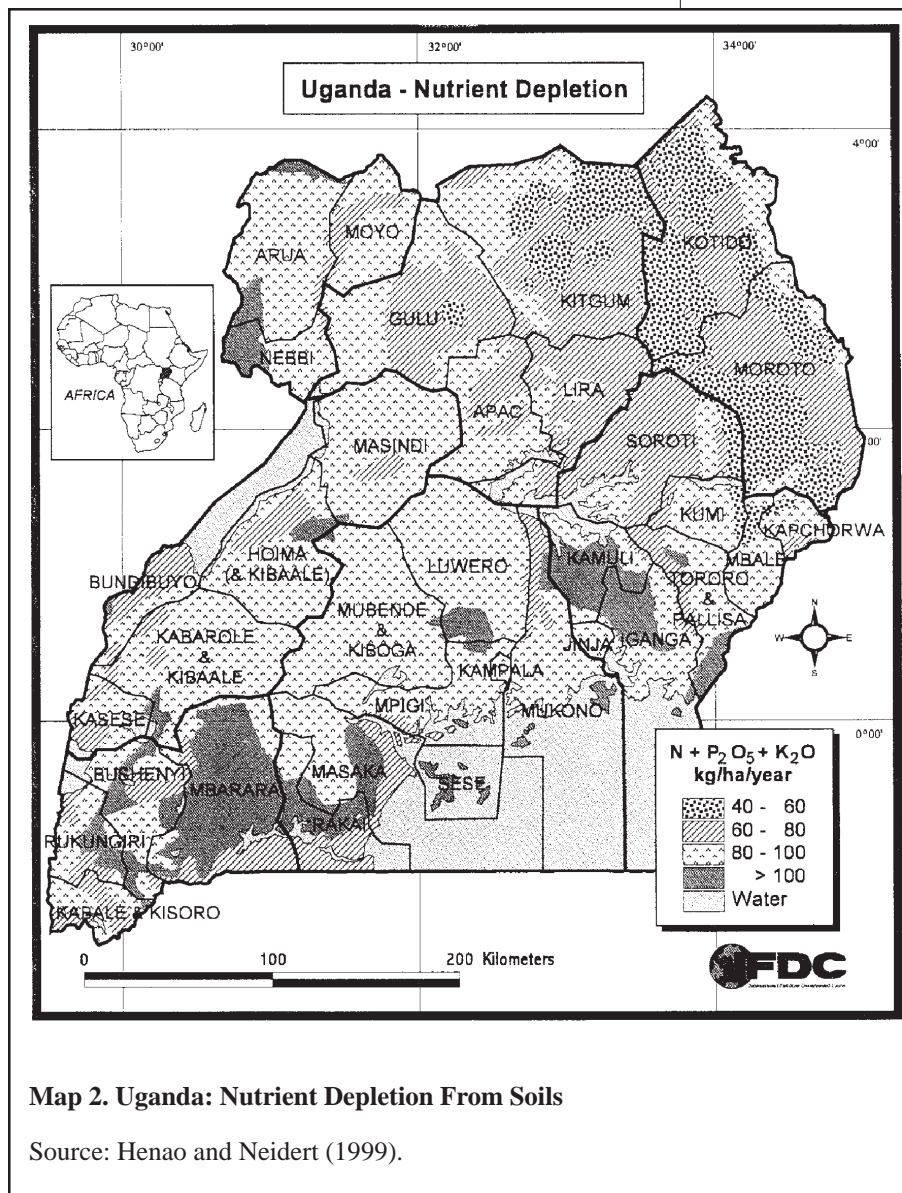 30°00'
32°00'
34°00'
Uganda - Nutrient Depletion
4°00'
ARUA
MOYO
KOTIDO
KITGUM
GULU
NEBBI
MOROTO
LIRA
APAC
AFRICA
MASINDI
SOROTI
00'
KUMI
KAPCHORWA
HOIMA
(& KIBAALE)
LUWERO
KAMULI
MBALE
BUNDIBUYO
TORORO
&
PALLISA
MUBENDE
&
KIBOGA
KABAROLE
&
KIBAALE
JINJA
IGANGA
KAMPALA
N
W
E
S
MPIGI
MUKONO
KASESE
0°00'
BUSHENYI
MBARARA
MASAKA
SESE
RAKAI
RUKUNGIRI
KABALE & KISORO
N + P2O5 + K2O
kg/ha/year
40 - 60
60 - 80
80 - 100
> 100
Water
0 100 200 Kilometers
IFDC
Map 2. Uganda: Nutrient Depletion From Soils
Source: Henao and Neidert (1999).